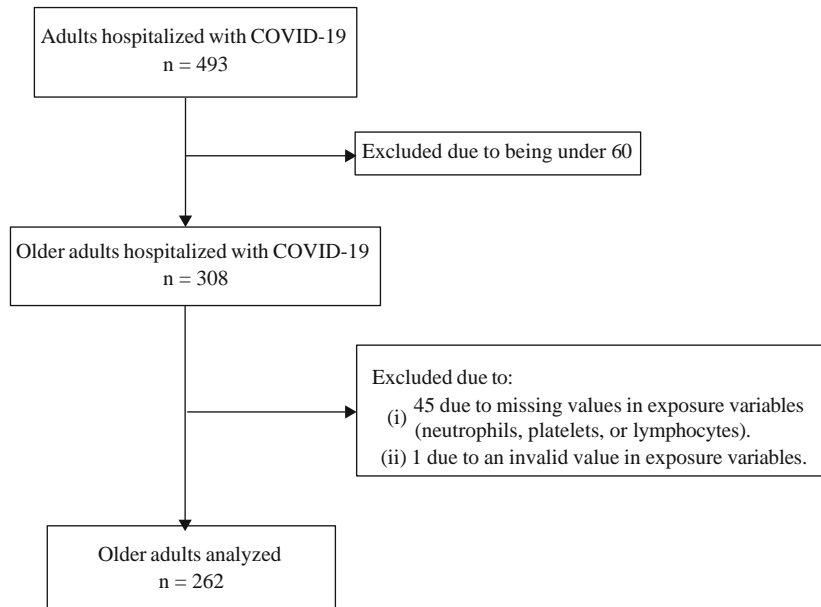 Adults hospitalized with COVID-19
n = 493
Excluded due to being under 60
Older adults hospitalized with COVID-19
n = 308
Excluded due to:
(i) 45 due to missing values in exposure variables
(neutrophils, platelets, or lymphocytes).
(ii) 1 due to an invalid value in exposure variables.
Older adults analyzed
n = 262